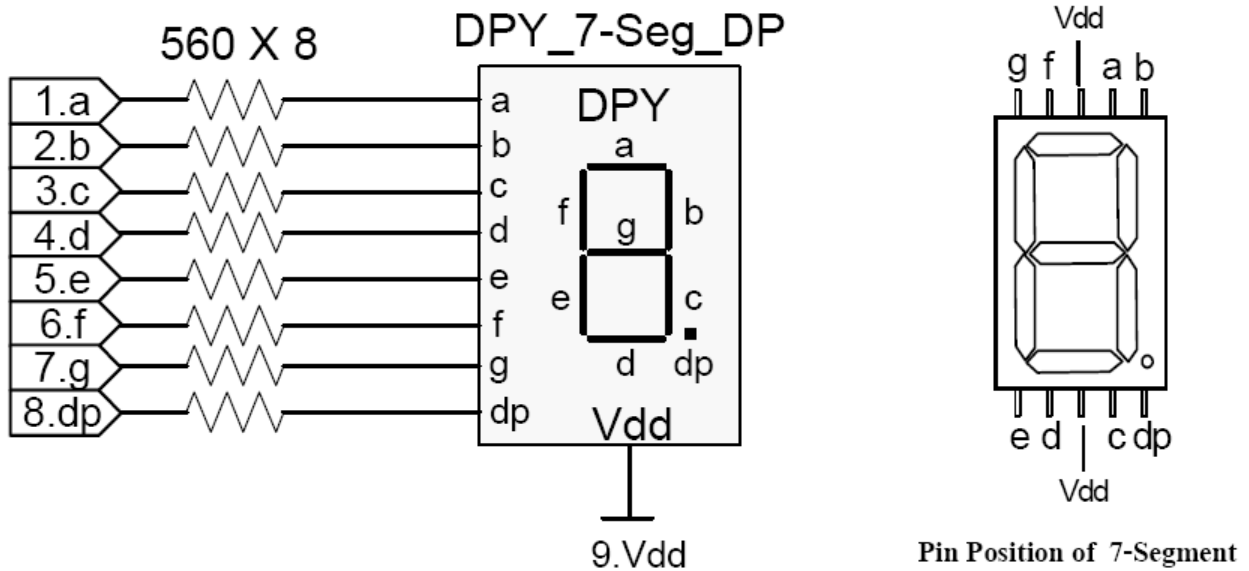 560 X 8
1.a
2.b
3.c
4.d
5.e
6.f
7.g
8.dp
DPY_7-Seg_DP
a
b
c
d
e
f
g
dp
DPY
a
f b
g
e c
d dp
Vdd
9.Vdd
Vdd
g f a b
e d c dp
Vdd
Pin Position of 7-Segment